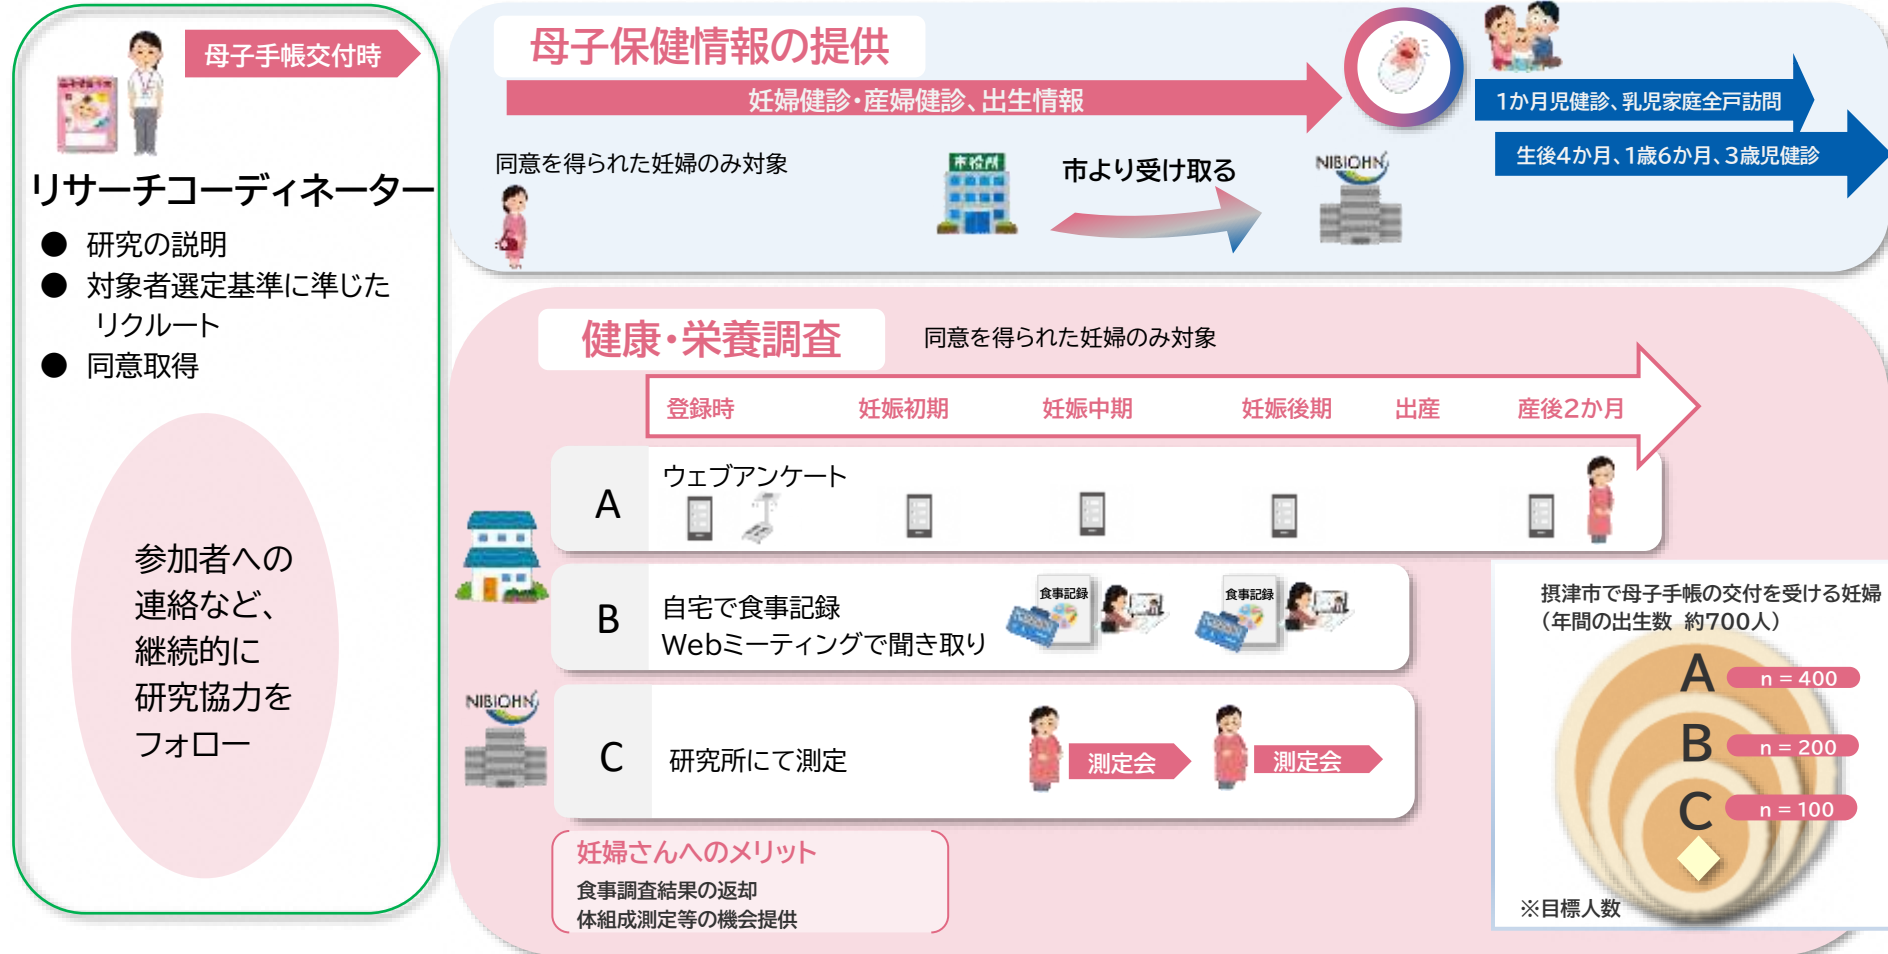 母子手帳交付時
リサーチコーディネーター
● 研究の説明
● 対象者選定基準に準じた
リクルート
● 同意取得
参加者への
連絡など、
継続的に
研究協力を
フォロー
母子保健情報の提供
妊婦健診・産婦健診、出生情報
1か月児健診、乳児家庭全戸訪問
生後4か月、1歳6か月、3歳児健診
同意を得られた妊婦のみ対象
市役所
市より受け取る
NIBIOHN
健康・栄養調査
同意を得られた妊婦のみ対象
登録時 妊娠初期 妊娠中期 妊娠後期 出産 産後2か月
A
ウェブアンケート
B
自宅で食事記録
Webミーティングで聞き取り
食事記録
食事記録
NIBIOHN
C
研究所にて測定
測定会
測定会
妊婦さんへのメリット
食事調査結果の返却
体組成測定等の機会提供
摂津市で母子手帳の交付を受ける妊婦
（年間の出生数 約700人）
A n = 400
B n = 200
C n = 100
※目標人数